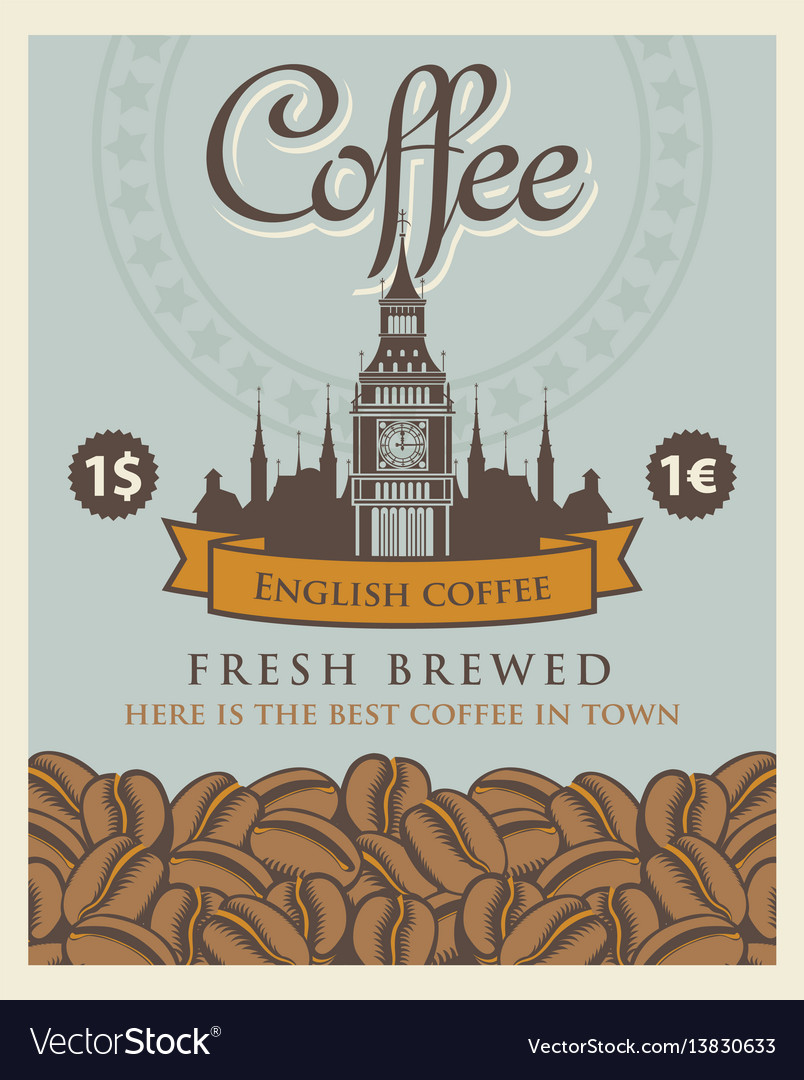 Coffee
1$
1€
ENGLISH COFFEE
FRESH BREWED
HERE IS THE BEST COFFEE IN TOWN
VectorStock®
VectorStock.com/13830633